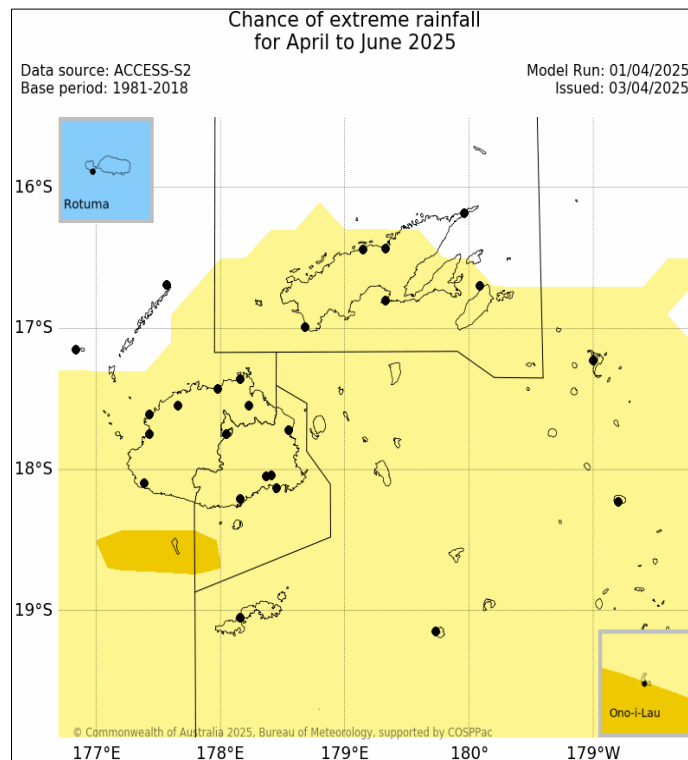 Chance of extreme rainfall
for April to June 2025
Data source: ACCESS-S2
Base period: 1981-2018
Model Run: 01/04/2025
Issued: 03/04/2025
Rotuma
16°S
17°S
18°S
19°S
Ono-i-Lau
© Commonwealth of Australia 2025, Bureau of Meteorology, supported by COSPPac
177°E
178°E
179°E
180°
179°W